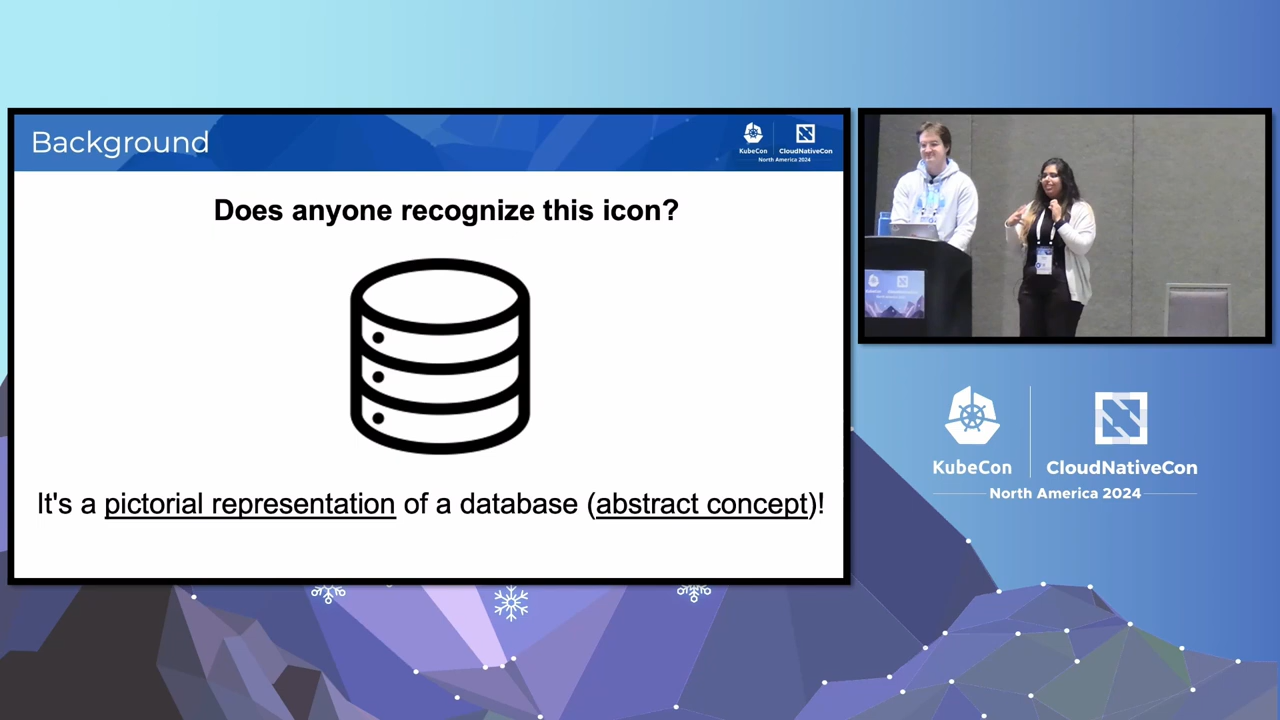 Background
KubeCon
CloudNativeCon
North America 2024
Does anyone recognize this icon?
It's a pictorial representation of a database (abstract concept)!
KubeCon
CloudNativeCon
North America 2024